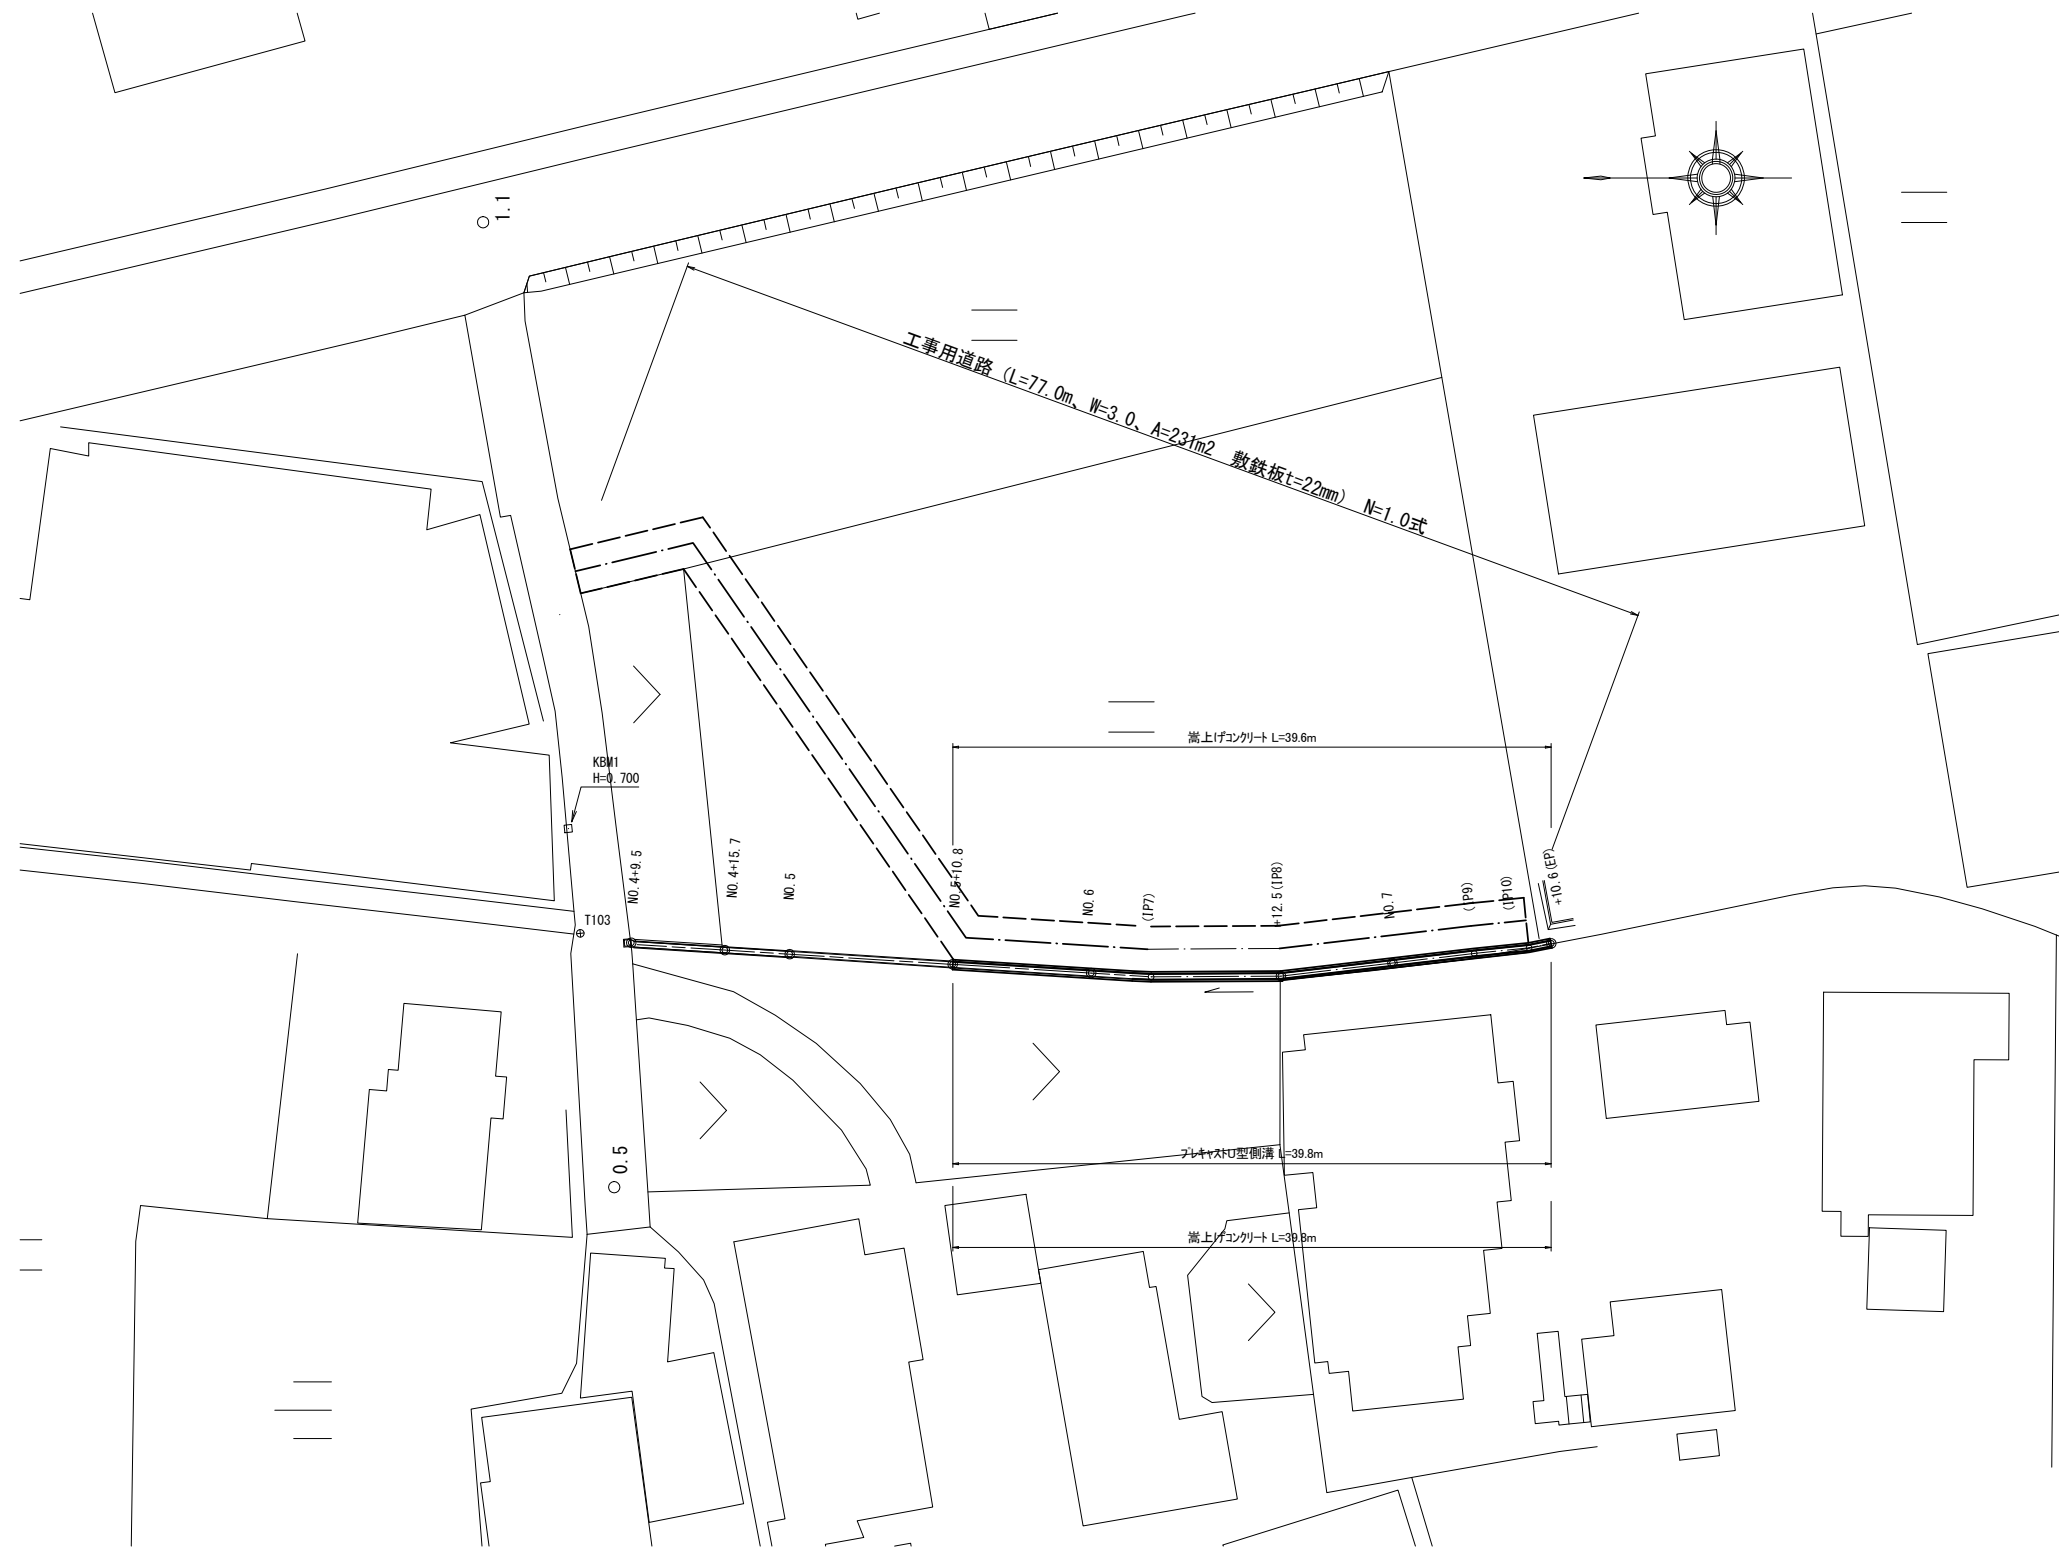 1.1
工事用道路 (L=77.0m、W=3.0、A=231m2 敷鉄板t=22mm) N=1.0式
嵩上げコンクリート L=39.6m
KBM1
H=0.700
NO.4+9.5
NO.4+15.7
NO.5
NO.5+10.8
NO.6
(IP7)
+12.5(IP8)
NO.7
(IP9)
(IP10)
+10.6(EP)
T103
プレキャストU型側溝 L=39.8m
0.5
嵩上げコンクリート L=39.8m